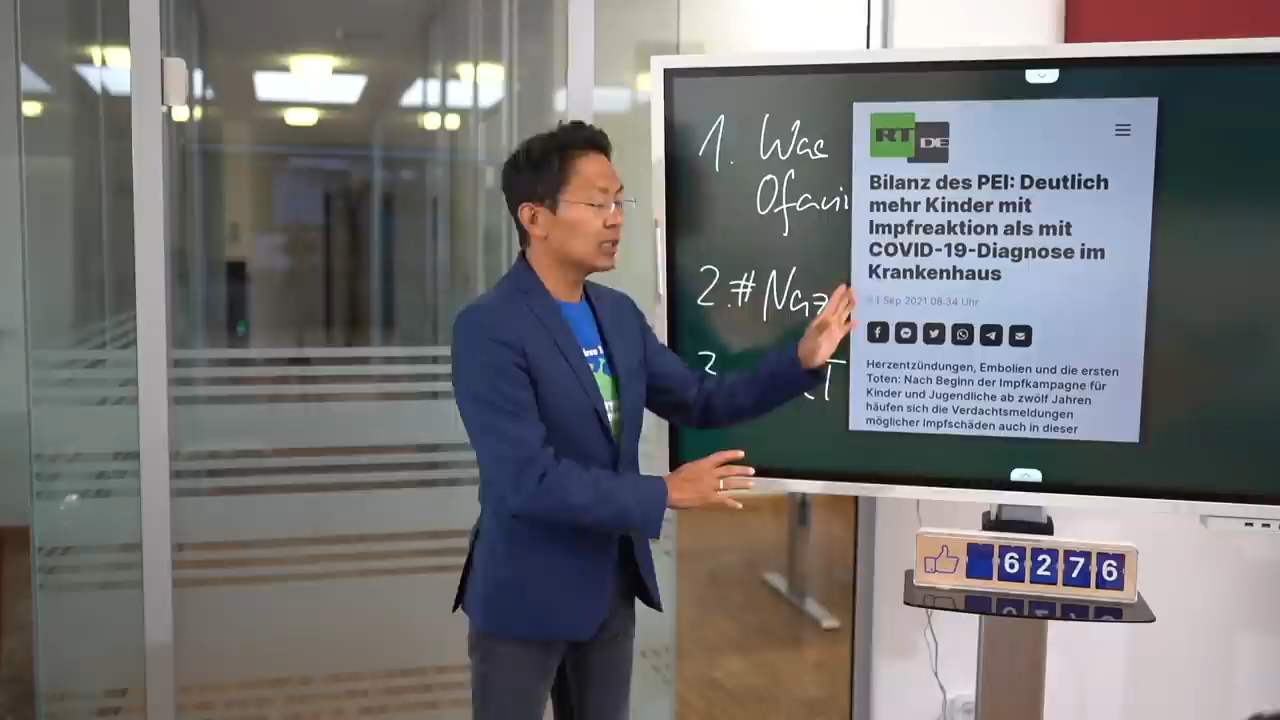 1. Was
2. # Naz
RT DE
Bilanz des PEI: Deutlich
mehr Kinder mit
Impfreaktion als mit
COVID-19-Diagnose im
Krankenhaus
1 Sep 2021 08:34 Uhr
Herzentzündungen, Embolien und die ersten
Toten: Nach Beginn der Impfkampagne für
Kinder und Jugendliche ab zwölf Jahren
häufen sich die Verdachtsmeldungen
möglicher Impfschäden auch in dieser
6276